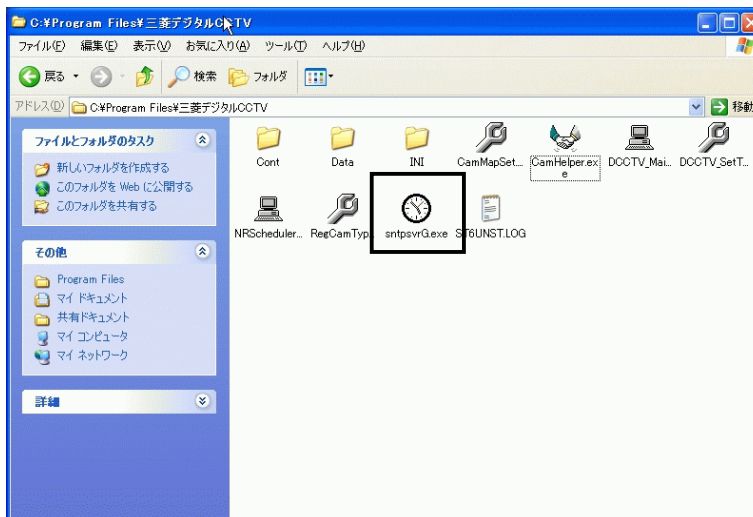 C:¥Program Files¥三菱デジタルCCTV
ファイル(F) 編集(E) 表示(V) お気に入り(A) ツール(T) ヘルプ(H)
戻る 検索 フォルダ
アドレス(D) C:¥Program Files¥三菱デジタルCCTV 移動
ファイルとフォルダのタスク
新しいフォルダを作成する
このフォルダを Web に公開する
このフォルダを共有する
その他
Program Files
マイ ドキュメント
共有ドキュメント
マイ コンピュータ
マイ ネットワーク
詳細
Cont Data INI CamMapSet... CamHelper.ex
e DCCTV_Mai... DCCTV_SetT...
NRScheduler... RegCamTyp... sntpsvrG.exe ST6UNST.LOG